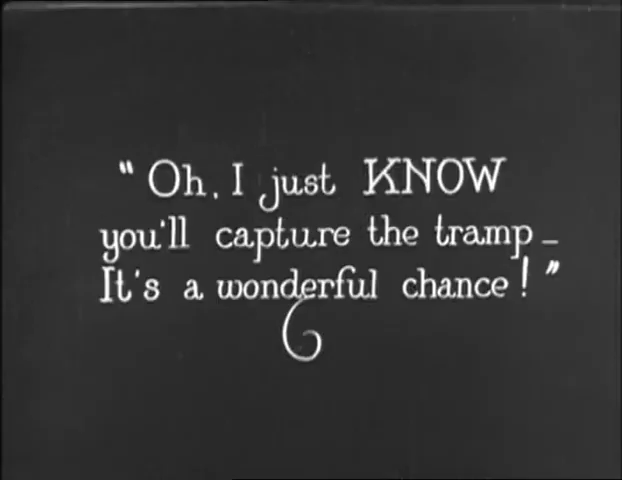 "Oh, I just KNOW
you'll capture the tramp –
It's a wonderful chance!"